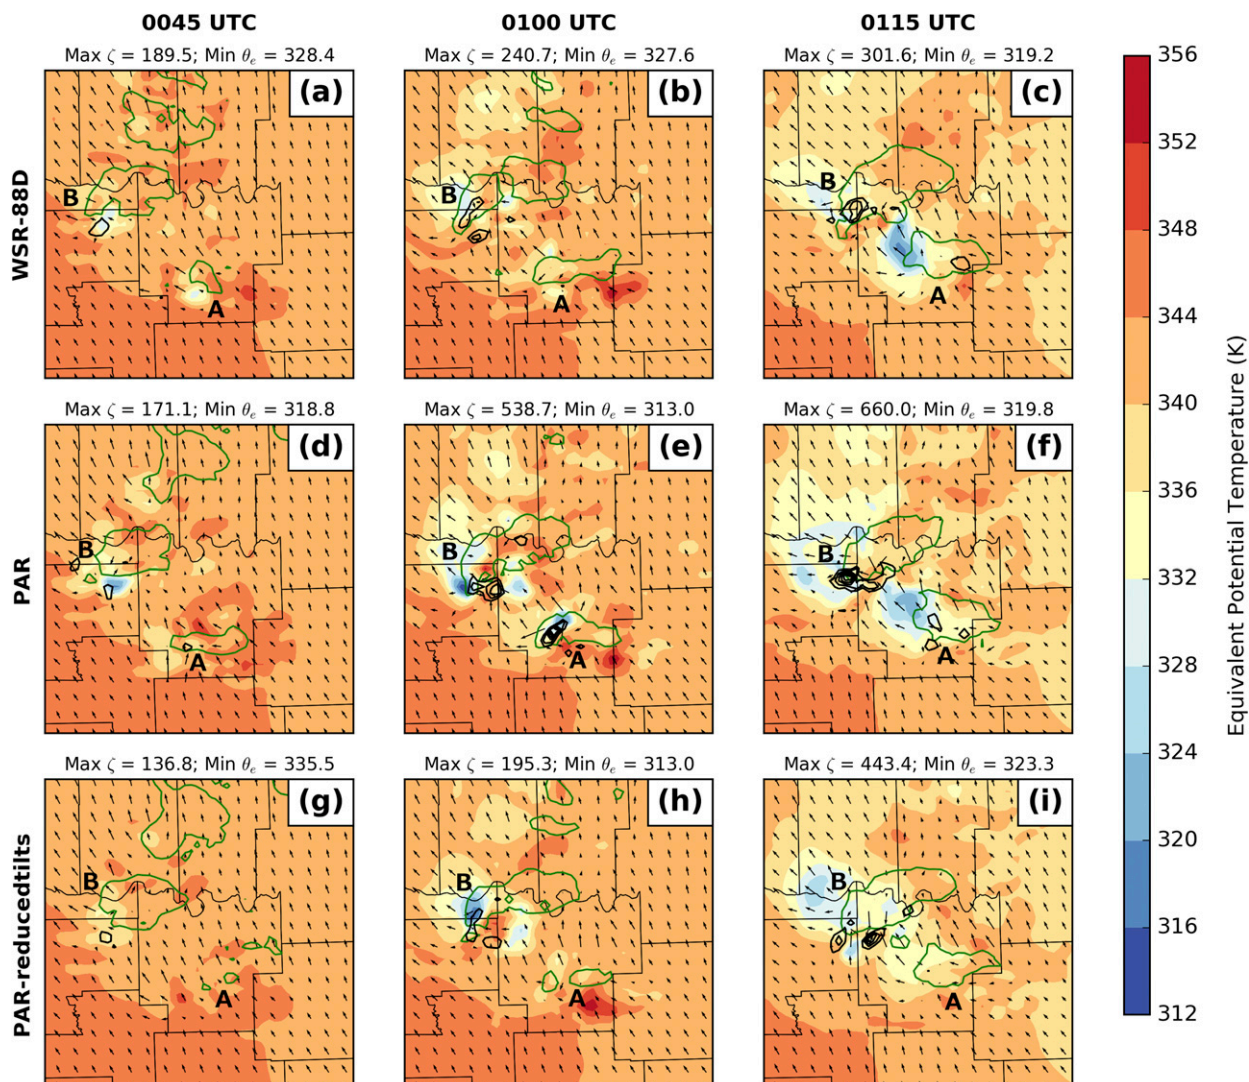 0045 UTC 0100 UTC 0115 UTC
Max ζ = 189.5; Min θe = 328.4 Max ζ = 240.7; Min θe = 327.6 Max ζ = 301.6; Min θe = 319.2
WSR-88D
(a) (b) (c)
B B B
A A A
Max ζ = 171.1; Min θe = 318.8 Max ζ = 538.7; Min θe = 313.0 Max ζ = 660.0; Min θe = 319.8
PAR
(d) (e) (f)
B B B
A A A
Max ζ = 136.8; Min θe = 335.5 Max ζ = 195.3; Min θe = 313.0 Max ζ = 443.4; Min θe = 323.3
PAR-reducedtilts
(g) (h) (i)
B B B
A A A
356
352
348
344
340
336
332
328
324
320
316
312
Equivalent Potential Temperature (K)